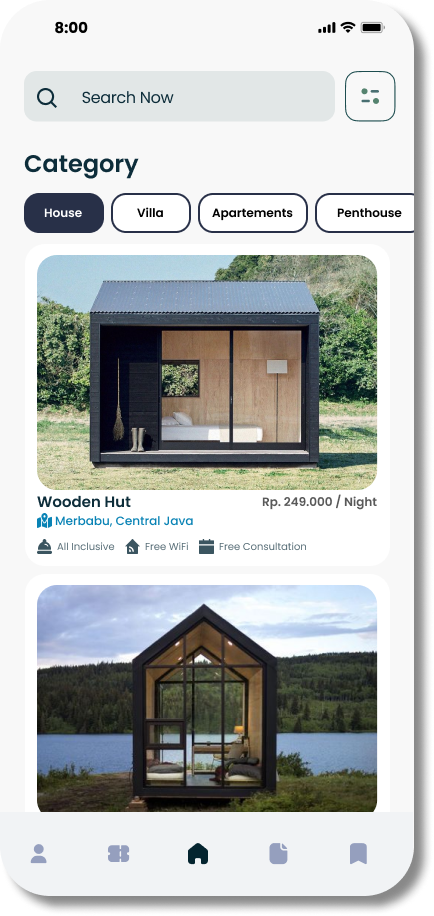 8:00
Search Now
Category
House
Villa
Apartements
Penthouse
Wooden Hut
Rp. 249.000 / Night
Merbabu, Central Java
All Inclusive
Free WiFi
Free Consultation